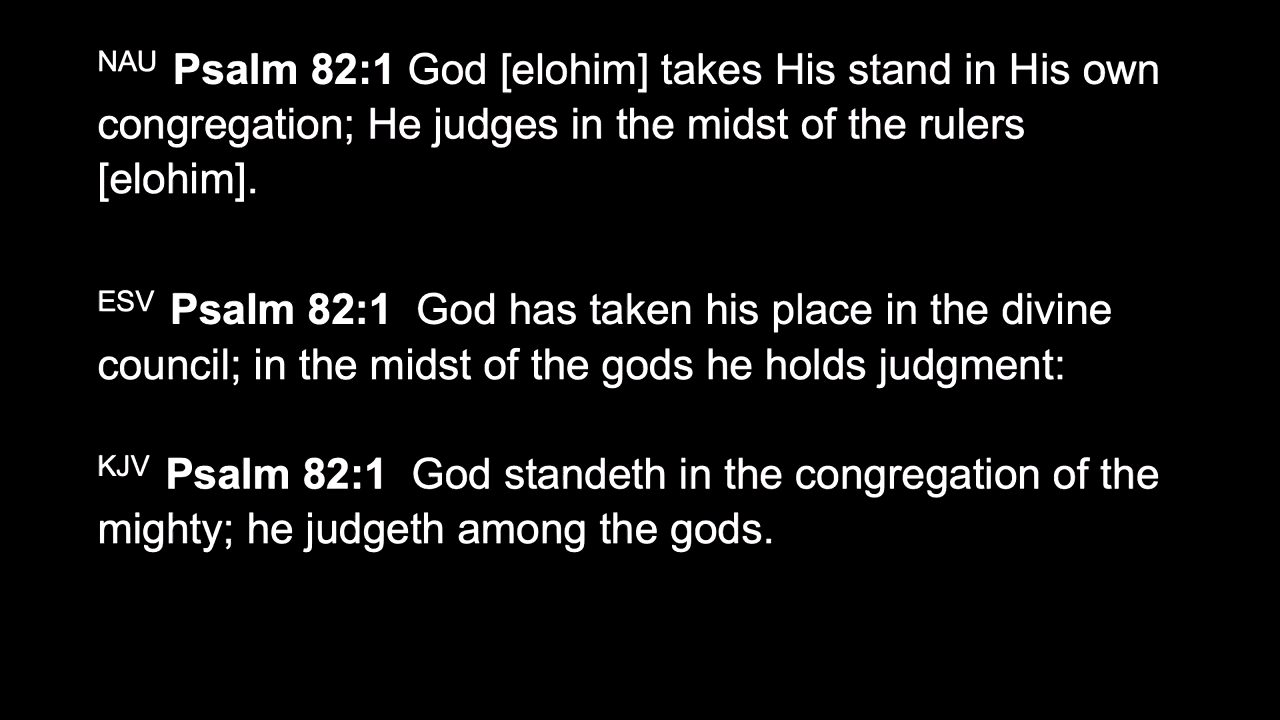 NAU Psalm 82:1 God [elohim] takes His stand in His own
congregation; He judges in the midst of the rulers
[elohim].
ESV Psalm 82:1 God has taken his place in the divine
council; in the midst of the gods he holds judgment:
KJV Psalm 82:1 God standeth in the congregation of the
mighty; he judgeth among the gods.